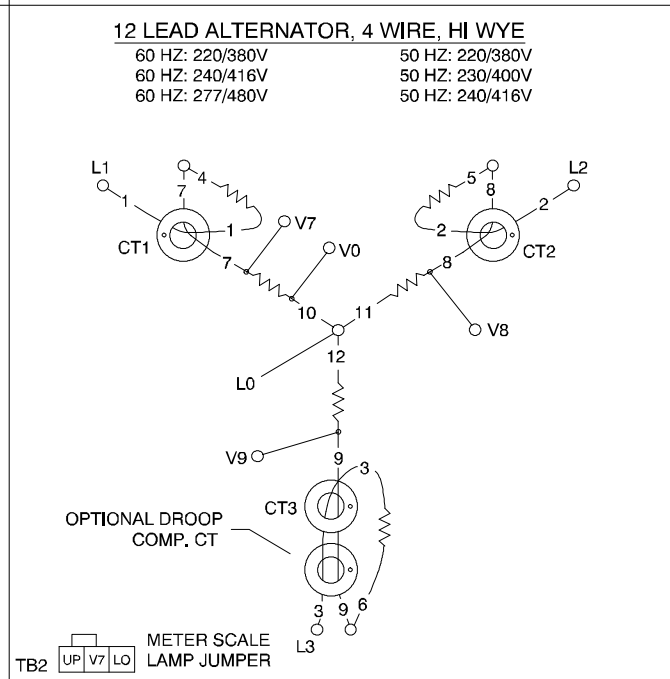 12 LEAD ALTERNATOR, 4 WIRE, HI WYE
60 HZ: 220/380V 50 HZ: 220/380V
60 HZ: 240/416V 50 HZ: 230/400V
60 HZ: 277/480V 50 HZ: 240/416V
L1 4 5 L2
7 8
1 2
1 2
CT1 V7 CT2
7 V0 8
10 11
V8
12
L0
V9 9 3
CT3
OPTIONAL DROOP
COMP. CT
3 9 6
L3
METER SCALE
TB2 UP V7 LO LAMP JUMPER